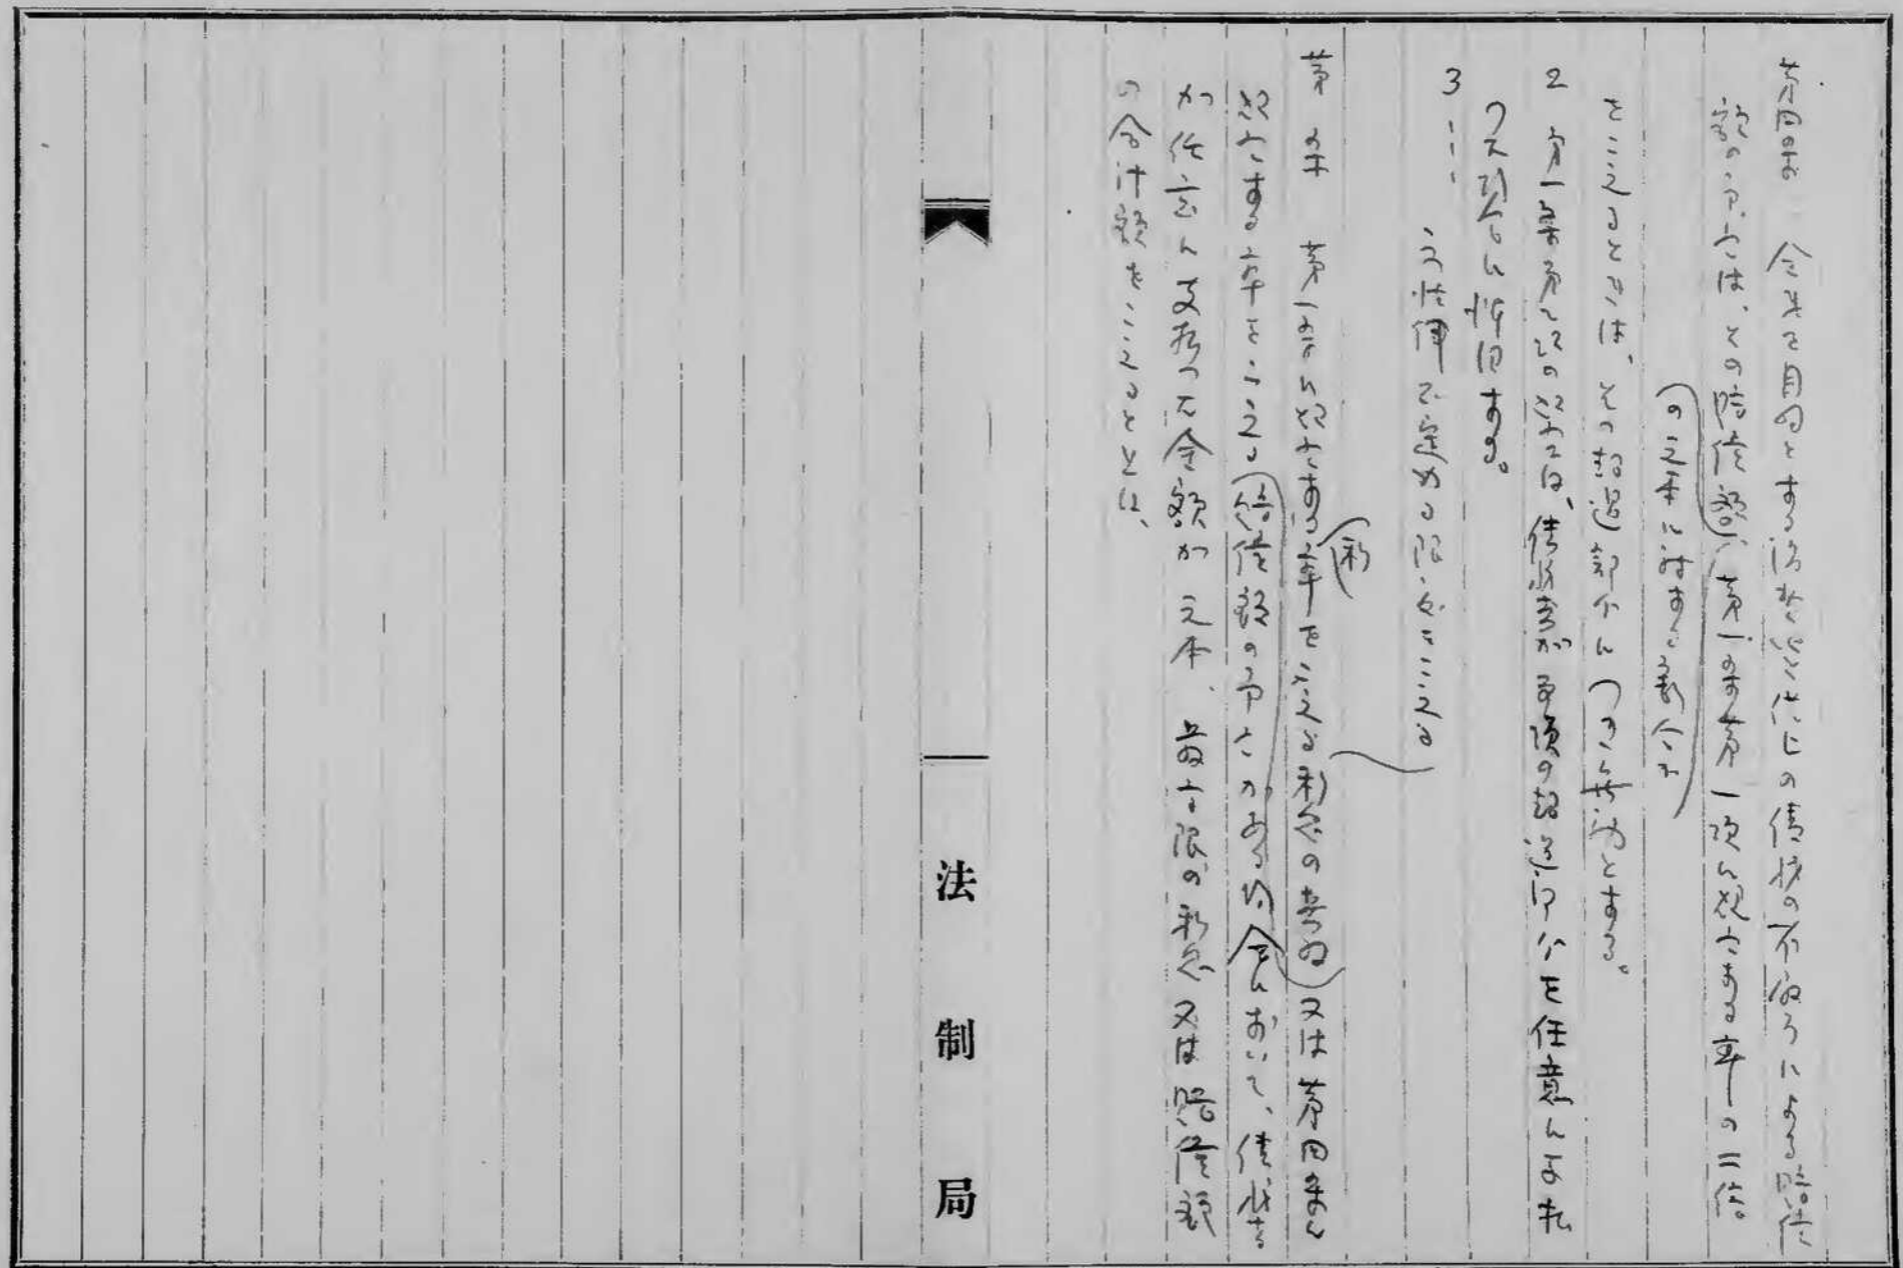 第四条　金銭を目的とする消費貸借上の債務の不履行による賠償
額の予定は、その賠償額
の元本に対する割合が
、第一条第一項に規定する率の二倍
をこえるときは、その超過部分につき無効とする。
2　第一条第二項の規定は、債務者が前項の超過部分を任意に支払
つた場合に準用する。
3
この法律で定める限度をこえる
第　条　第一条に規定する
利
率をこえる利息の契約又は第四条に
規定する率をこえる賠償額の予定がある場合において、債務者
が任意に支払つた金額が元本、最高限の利息又は賠償額
の合計額をこえるときは、
法制局